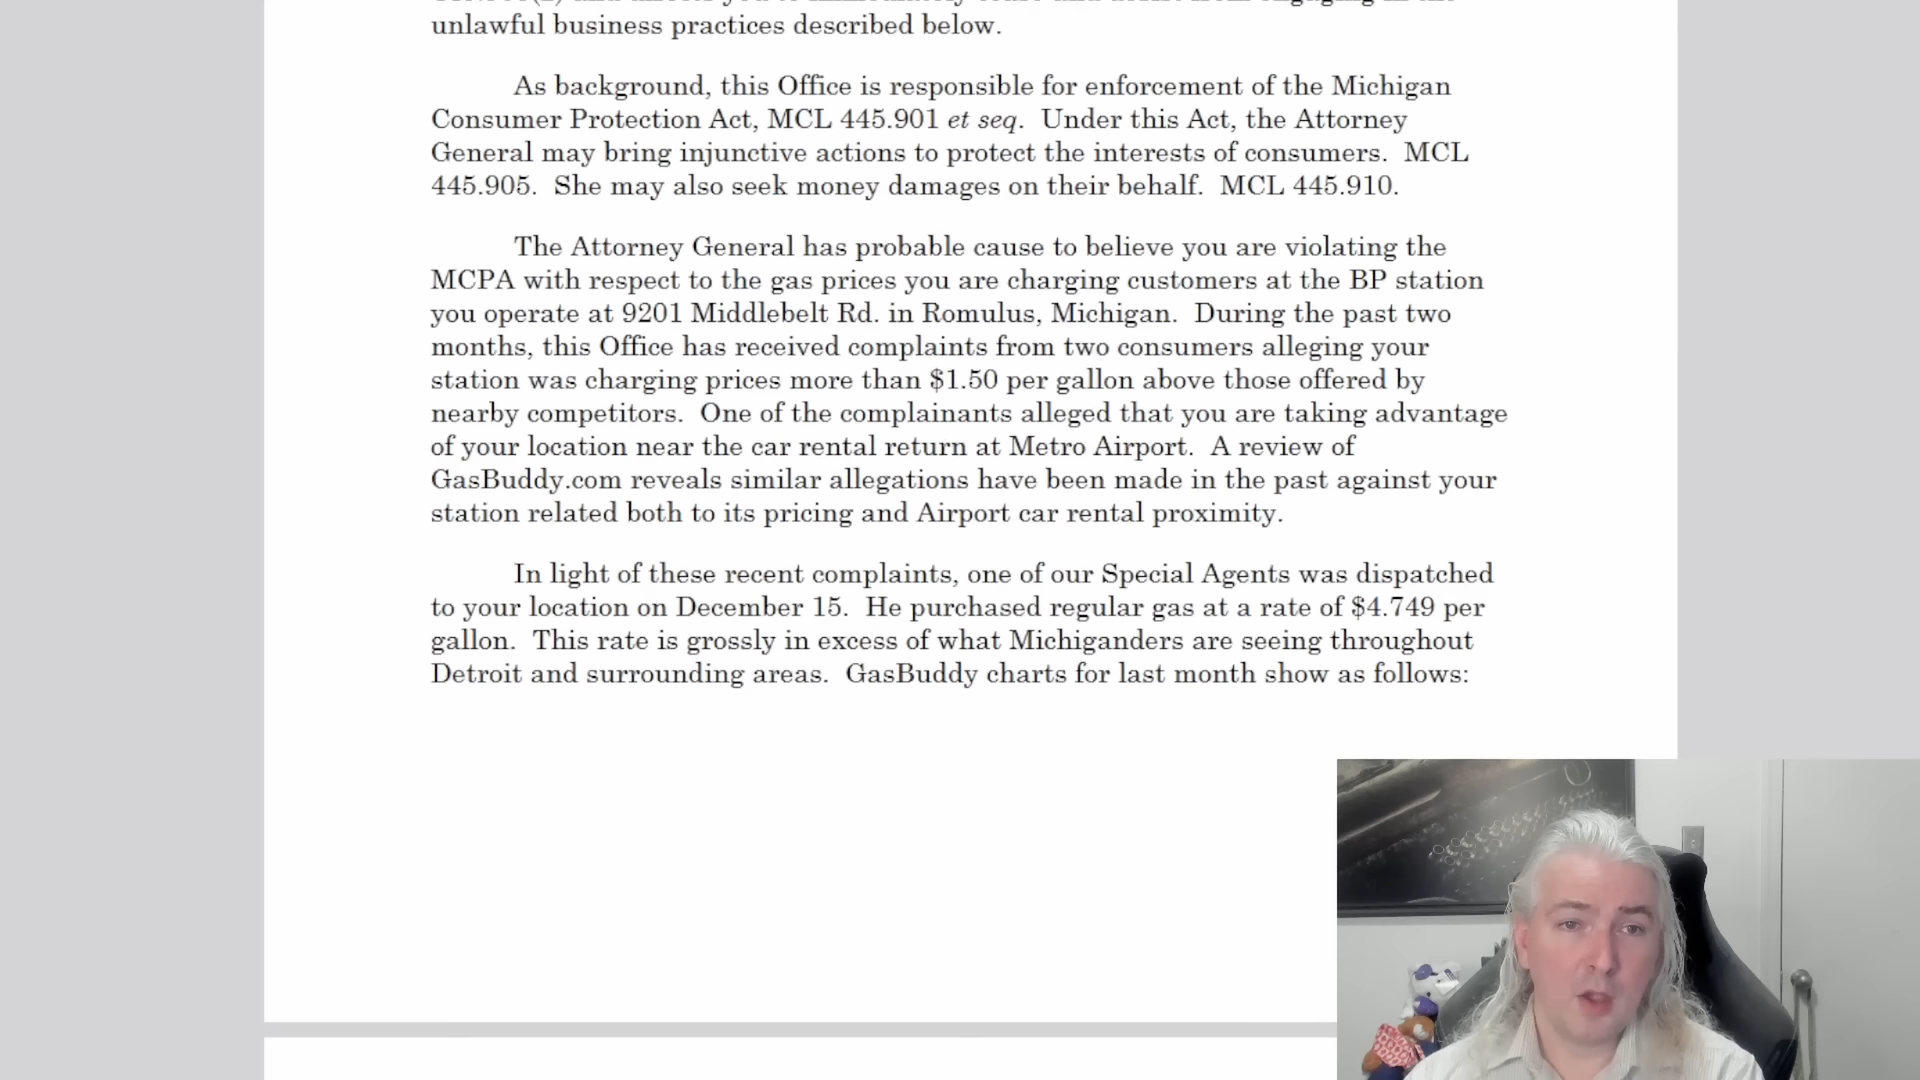 unlawful business practices described below.
As background, this Office is responsible for enforcement of the Michigan
Consumer Protection Act, MCL 445.901 et seq. Under this Act, the Attorney
General may bring injunctive actions to protect the interests of consumers. MCL
445.905. She may also seek money damages on their behalf. MCL 445.910.
The Attorney General has probable cause to believe you are violating the
MCPA with respect to the gas prices you are charging customers at the BP station
you operate at 9201 Middlebelt Rd. in Romulus, Michigan. During the past two
months, this Office has received complaints from two consumers alleging your
station was charging prices more than $1.50 per gallon above those offered by
nearby competitors. One of the complainants alleged that you are taking advantage
of your location near the car rental return at Metro Airport. A review of
GasBuddy.com reveals similar allegations have been made in the past against your
station related both to its pricing and Airport car rental proximity.
In light of these recent complaints, one of our Special Agents was dispatched
to your location on December 15. He purchased regular gas at a rate of $4.749 per
gallon. This rate is grossly in excess of what Michiganders are seeing throughout
Detroit and surrounding areas. GasBuddy charts for last month show as follows: